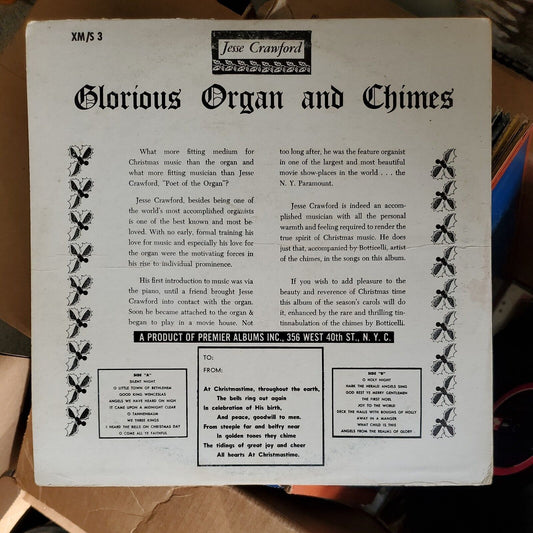 XM/S 3
Jesse Crawford
Glorious Organ and Chimes
What more fitting medium for
Christmas music than the organ and
what more fitting musician than Jesse
Crawford, "Poet of the Organ"?
Jesse Crawford, besides being one of
the world's most accomplished organists
is one of the best known and most be-
loved. With no early, formal training his
love for music and especially his love for
the organ were the motivating forces in
his rise to individual prominence.
His first introduction to music was via
the piano, until a friend brought Jesse
Crawford into contact with the organ.
Soon he became attached to the organ &
began to play in a movie house. Not
too long after, he was the feature organist
in one of the largest and most beautiful
movie show-places in the world . . . the
N. Y. Paramount.
Jesse Crawford is indeed an accom-
plished musician with all the personal
warmth and feeling required to render the
true spirit of Christmas music. He does
just that, accompanied by Botticelli, artist
of the chimes, in the songs on this album.
If you wish to add pleasure to the
beauty and reverence of Christmas time
this album of the season's carols will do
it, enhanced by the rare and thrilling tin-
tinnabulation of the chimes by Botticelli.
A PRODUCT OF PREMIER ALBUMS INC., 356 WEST 40th ST., N. Y. C.
SIDE "A"
SILENT NIGHT
O LITTLE TOWN OF BETHLEHEM
GOOD KING WENCESLAS
ANGELS WE HAVE HEARD ON HIGH
IT CAME UPON A MIDNIGHT CLEAR
O TANNENBAUM
WE THREE KINGS
I HEARD THE BELLS ON CHRISTMAS DAY
O COME ALL YE FAITHFUL
TO:
FROM:
At Christmastime, throughout the earth,
The bells ring out again
In celebration of His birth,
And peace, goodwill to men.
From steeple far and belfry near
In golden tones they chime
The tidings of great joy and cheer
All hearts At Christmastime.
SIDE "B"
O HOLY NIGHT
HARK THE HERALD ANGELS SING
GOD REST YE MERRY GENTLEMEN
THE FIRST NOEL
JOY TO THE WORLD
DECK THE HALLS WITH BOUGHS OF HOLLY
AWAY IN A MANGER
WHAT CHILD IS THIS
ANGELS FROM THE REALMS OF GLORY